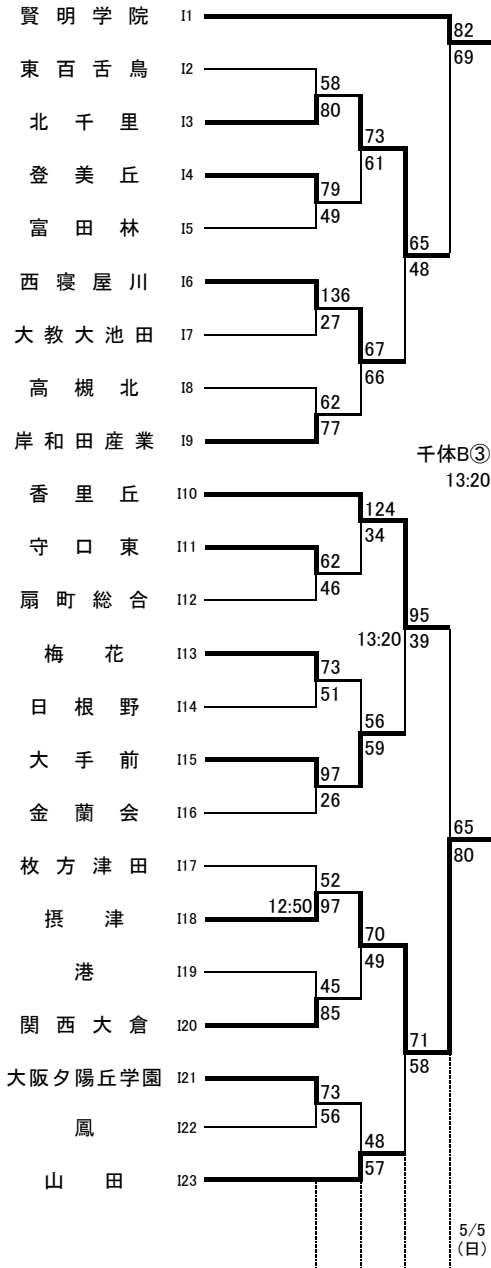 賢明学院 I1
82
69
東百舌鳥 I2
58
80
北千里 I3
73
61
登美丘 I4
79
49
富田林 I5
65
48
西寝屋川 I6
136
27
大教大池田 I7
67
66
高槻北 I8
62
77
岸和田産業 I9
千体B③
13:20
香里丘 I10
124
34
守口東 I11
62
46
扇町総合 I12
95
13:20 39
梅花 I13
73
51
日根野 I14
56
59
大手前 I15
97
26
金蘭会 I16
65
80
枚方津田 I17
52
12:50 97
摂津 I18
70
49
港 I19
45
85
関西大倉 I20
71
58
大阪夕陽丘学園 I21
73
56
鳳 I22
48
57
山田 I23
5/5
(日)